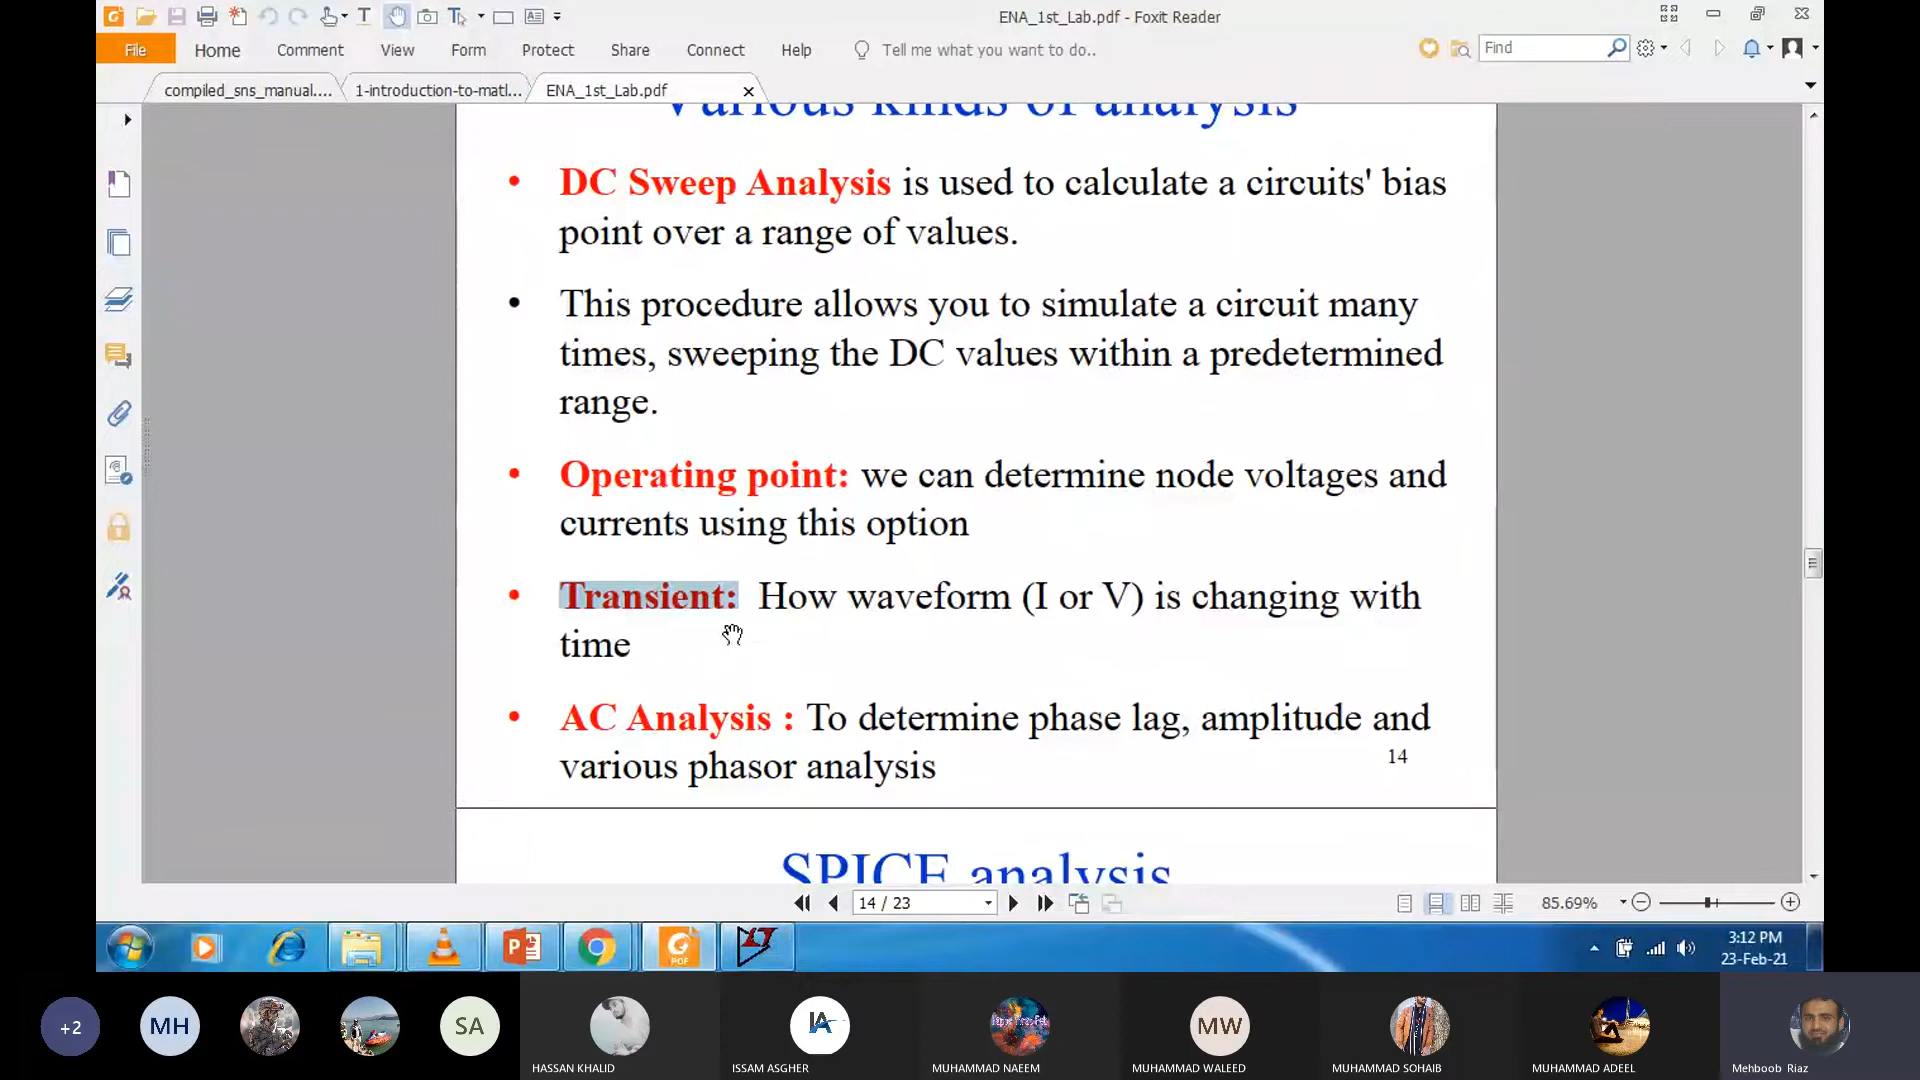 ENA_1st_Lab.pdf - Foxit Reader
File Home Comment View Form Protect Share Connect Help Tell me what you want to do.. Find
compiled_sns_manual.... 1-introduction-to-matl... ENA_1st_Lab.pdf
Various kinds of analysis
• DC Sweep Analysis is used to calculate a circuits' bias
point over a range of values.
• This procedure allows you to simulate a circuit many
times, sweeping the DC values within a predetermined
range.
• Operating point: we can determine node voltages and
currents using this option
• Transient: How waveform (I or V) is changing with
time
• AC Analysis : To determine phase lag, amplitude and
various phasor analysis
14
SPICE analysis
14 / 23 85.69%
PDF
3:12 PM
23-Feb-21
+2 MH SA IA MW
HASSAN KHALID ISSAM ASGHER MUHAMMAD NAEEM MUHAMMAD WALEED MUHAMMAD SOHAIB MUHAMMAD ADEEL Mehboob Riaz